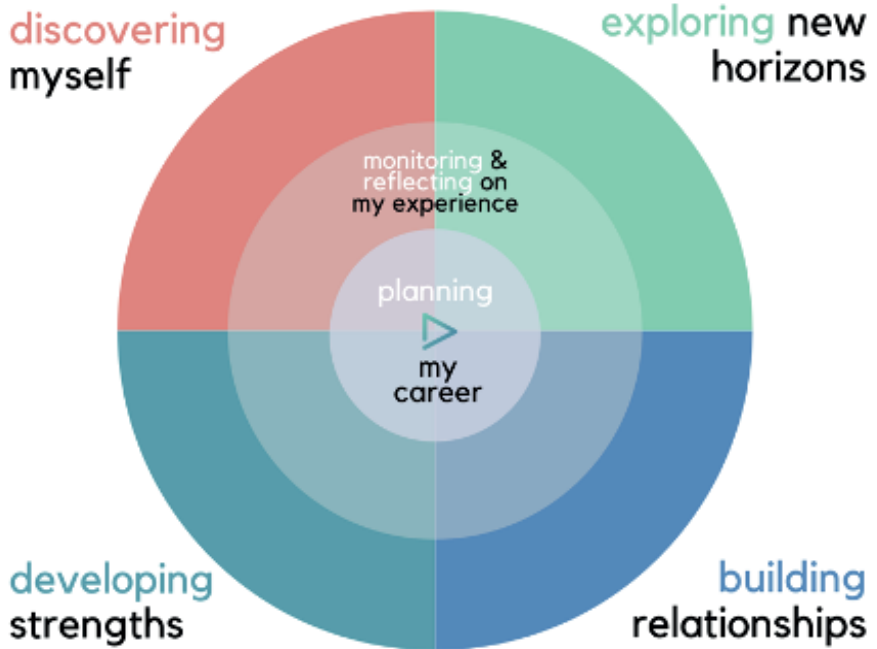 discovering
myself
exploring new
horizons
monitoring &
reflecting on
my experience
planning
my
career
developing
strengths
building
relationships